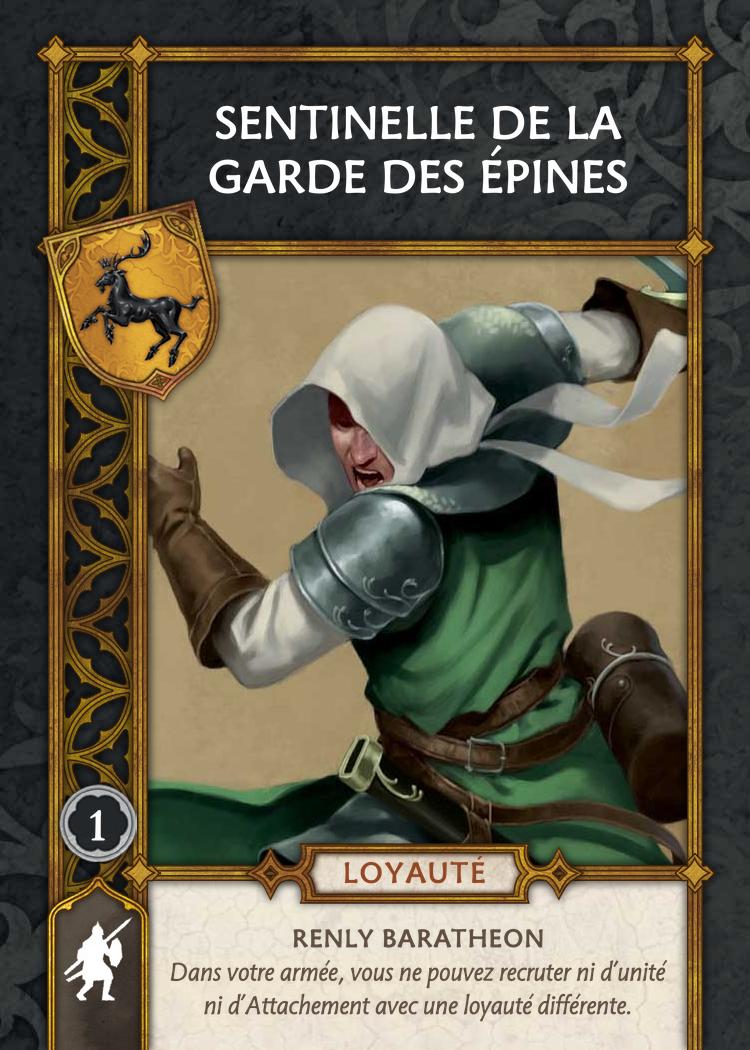 SENTINELLE DE LA
GARDE DES ÉPINES
1
LOYAUTÉ
RENLY BARATHEON
Dans votre armée, vous ne pouvez recruter ni d'unité
ni d'Attachement avec une loyauté différente.